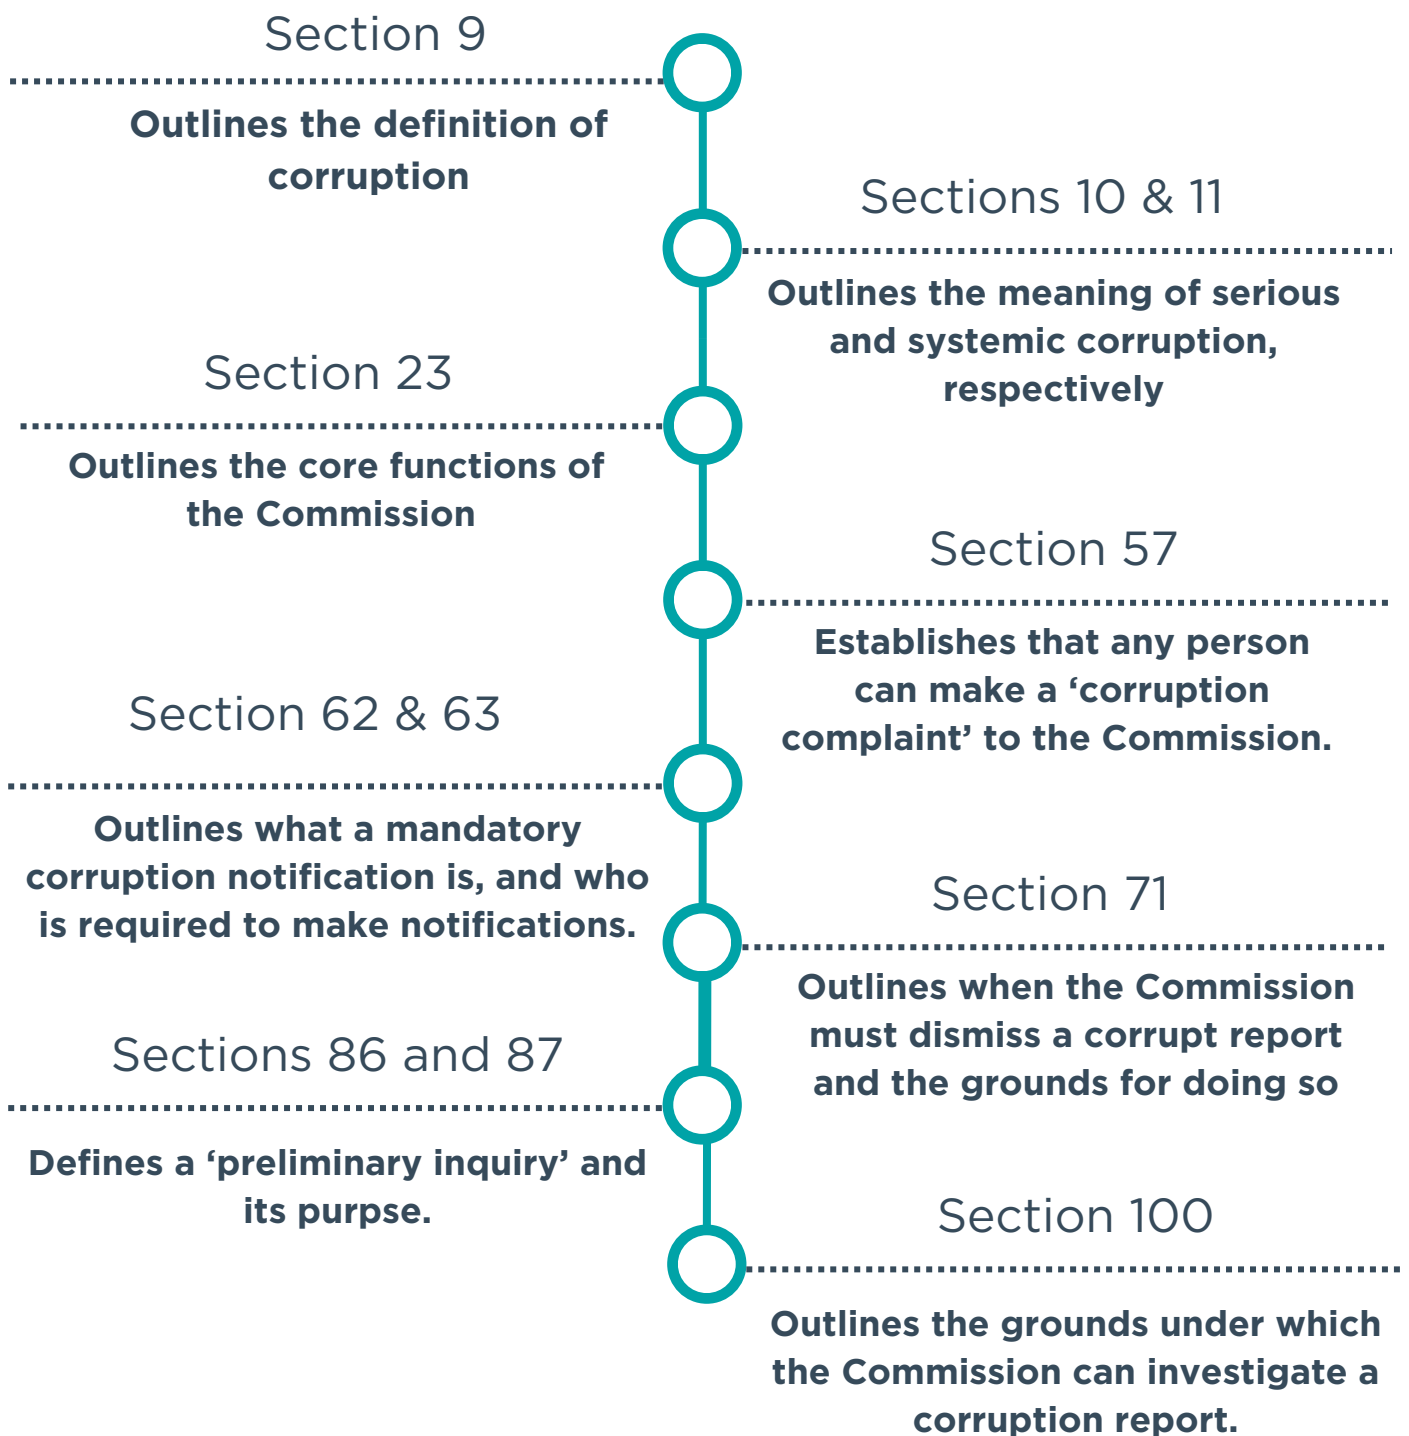 Section 9
Outlines the definition of
corruption
Sections 10 & 11
Outlines the meaning of serious
and systemic corruption,
respectively
Section 23
Outlines the core functions of
the Commission
Section 57
Establishes that any person
can make a ‘corruption
complaint’ to the Commission.
Section 62 & 63
Outlines what a mandatory
corruption notification is, and who
is required to make notifications.
Section 71
Outlines when the Commission
must dismiss a corrupt report
and the grounds for doing so
Sections 86 and 87
Defines a ‘preliminary inquiry’ and
its purpse.
Section 100
Outlines the grounds under which
the Commission can investigate a
corruption report.